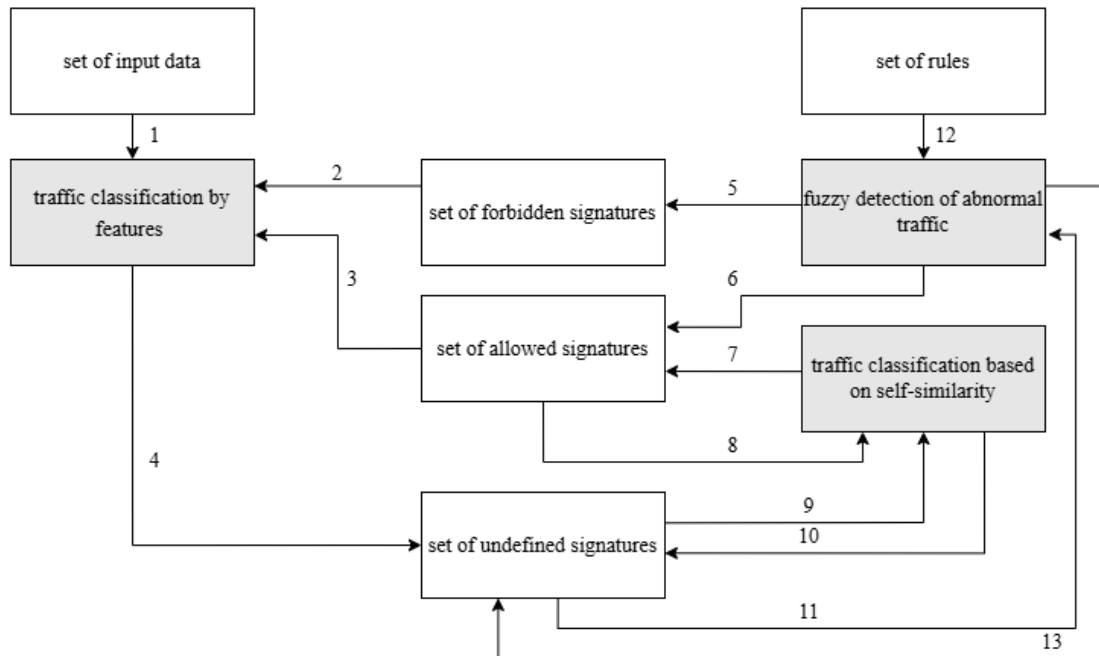 set of input data
set of rules
1
12
traffic classification by
features
2
set of forbidden signatures
5
fuzzy detection of abnormal
traffic
3
6
set of allowed signatures
7
traffic classification based
on self-similarity
8
4
9
set of undefined signatures
10
11
13